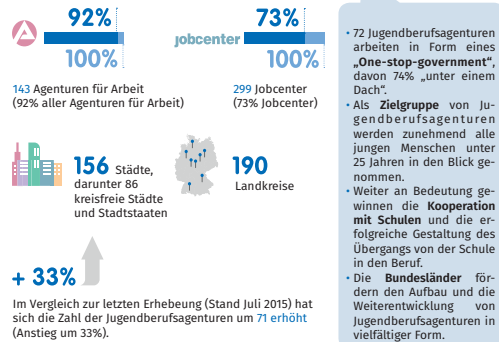 92%
100%
143 Agenturen für Arbeit
(92% aller Agenturen für Arbeit)
73%
jobcenter
100%
299 Jobcenter
(73% Jobcenter)
156 Städte,
darunter 86
kreisfreie Städte
und Stadtstaaten
190
Landkreise
+ 33%
Im Vergleich zur letzten Erhebeung (Stand Juli 2015) hat
sich die Zahl der Jugendberufsagenturen um 71 erhöht
(Anstieg um 33%).
• 72 Jugendberufsagenturen
arbeiten in Form eines
„One-stop-government“,
davon 74% „unter einem
Dach“.
• Als Zielgruppe von Ju-
gendberufsagenturen
werden zunehmend alle
jungen Menschen unter
25 Jahren in den Blick ge-
nommen.
• Weiter an Bedeutung ge-
winnen die Kooperation
mit Schulen und die er-
folgreiche Gestaltung des
Übergangs von der Schule
in den Beruf.
• Die Bundesländer för-
dern den Aufbau und die
Weiterentwicklung von
Jugendberufsagenturen in
vielfältiger Form.